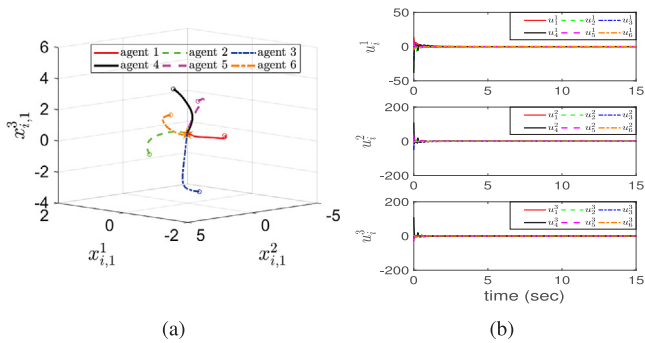 agent 1 agent 2 agent 3
agent 4 agent 5 agent 6
6
4
2
0
-2
-4
x³ᵢ,₁
2 0 -2
x¹ᵢ,₁
5 0 -5
x²ᵢ,₁
(a)
50
0
-50
u¹ᵢ
u¹₁ u¹₂ u¹₃
u¹₄ u¹₅ u¹₆
0 5 10 15
200
0
-200
u²ᵢ
u²₁ u²₂ u²₃
u²₄ u²₅ u²₆
0 5 10 15
200
0
-200
u³ᵢ
u³₁ u³₂ u³₃
u³₄ u³₅ u³₆
0 5 10 15
time (sec)
(b)